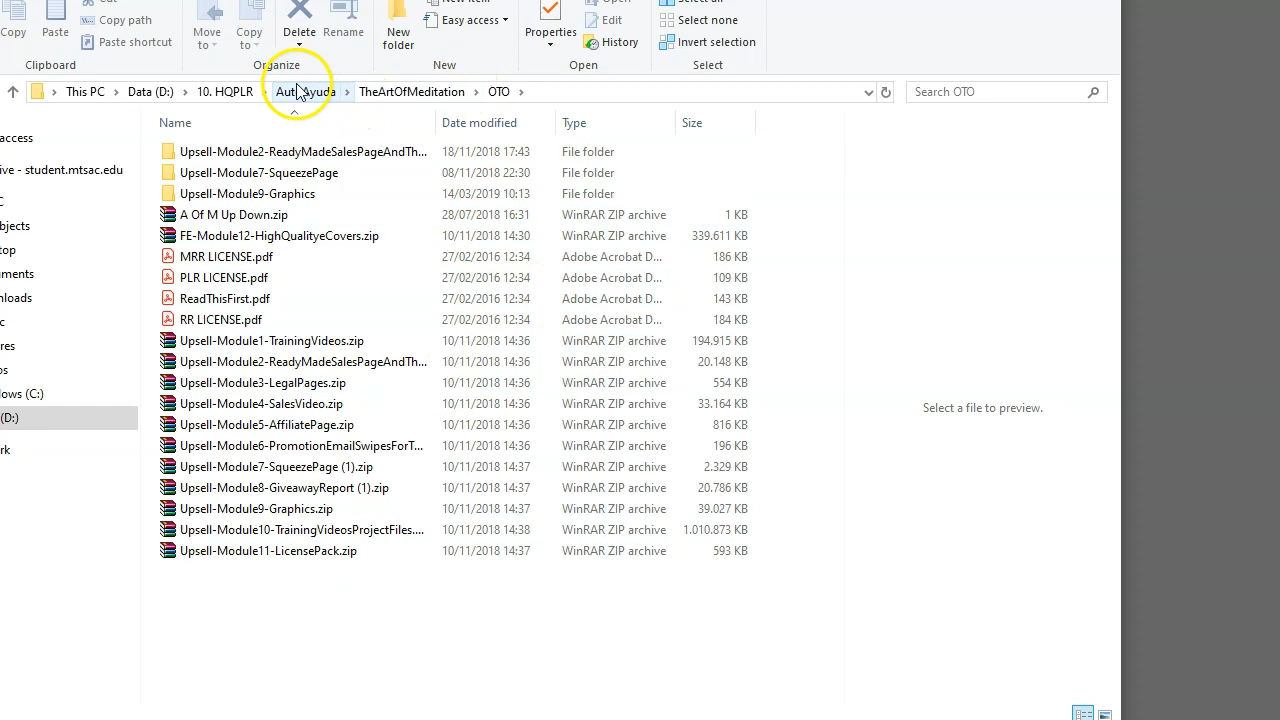 Copy Paste Copy path
Paste shortcut
Clipboard
Move to Copy to Delete Rename
Organize
New folder
Easy access
New
Properties
Edit
History
Open
Select none
Invert selection
Select
This PC > Data (D:) > 10. HQPLR > > TheArtOfMeditation > OTO >
Search OTO
Name Date modified Type Size
Upsell-Module2-ReadyMadeSalesPageAndTh... 18/11/2018 17:43 File folder
Upsell-Module7-SqueezePage 08/11/2018 22:30 File folder
Upsell-Module9-Graphics 14/03/2019 10:13 File folder
A Of M Up Down.zip 28/07/2018 16:31 WinRAR ZIP archive 1 KB
FE-Module12-HighQualityeCovers.zip 10/11/2018 14:30 WinRAR ZIP archive 339.611 KB
MRR LICENSE.pdf 27/02/2016 12:34 Adobe Acrobat D... 186 KB
PLR LICENSE.pdf 27/02/2016 12:34 Adobe Acrobat D... 109 KB
ReadThisFirst.pdf 27/02/2016 12:34 Adobe Acrobat D... 143 KB
RR LICENSE.pdf 27/02/2016 12:34 Adobe Acrobat D... 184 KB
Upsell-Module1-TrainingVideos.zip 10/11/2018 14:36 WinRAR ZIP archive 194.915 KB
Upsell-Module2-ReadyMadeSalesPageAndTh... 10/11/2018 14:36 WinRAR ZIP archive 20.148 KB
Upsell-Module3-LegalPages.zip 10/11/2018 14:36 WinRAR ZIP archive 554 KB
Upsell-Module4-SalesVideo.zip 10/11/2018 14:36 WinRAR ZIP archive 33.164 KB
Upsell-Module5-AffiliatePage.zip 10/11/2018 14:36 WinRAR ZIP archive 816 KB
Upsell-Module6-PromotionEmailSwipesForT... 10/11/2018 14:36 WinRAR ZIP archive 196 KB
Upsell-Module7-SqueezePage (1).zip 10/11/2018 14:37 WinRAR ZIP archive 2.329 KB
Upsell-Module8-GiveawayReport (1).zip 10/11/2018 14:37 WinRAR ZIP archive 20.786 KB
Upsell-Module9-Graphics.zip 10/11/2018 14:37 WinRAR ZIP archive 39.027 KB
Upsell-Module10-TrainingVideosProjectFiles.... 10/11/2018 14:38 WinRAR ZIP archive 1.010.873 KB
Upsell-Module11-LicensePack.zip 10/11/2018 14:37 WinRAR ZIP archive 593 KB
access
ive - student.mtsac.edu
C
bjects
top
uments
nloads
c
res
os
dows (C:)
(D:)
rk
Select a file to preview.